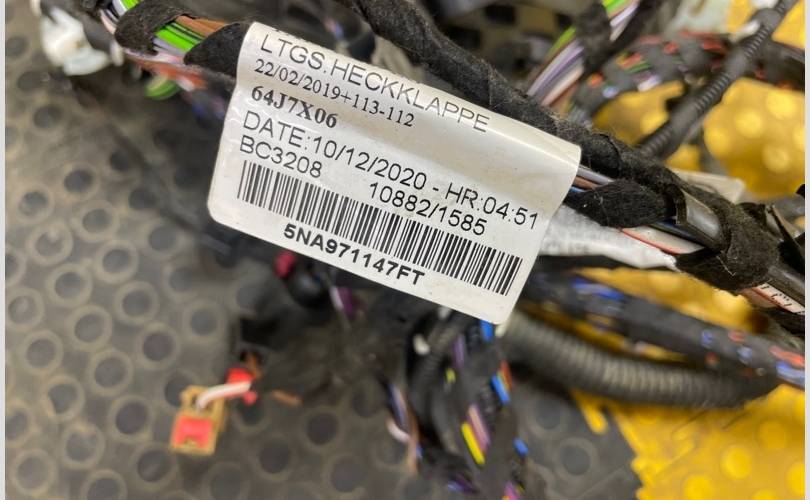 LTGS.HECKKLAPPE
22/02/2019+113-112
64J7X06
DATE:10/12/2020 - HR:04:51
BC3208 10882/1585
5NA971147FT